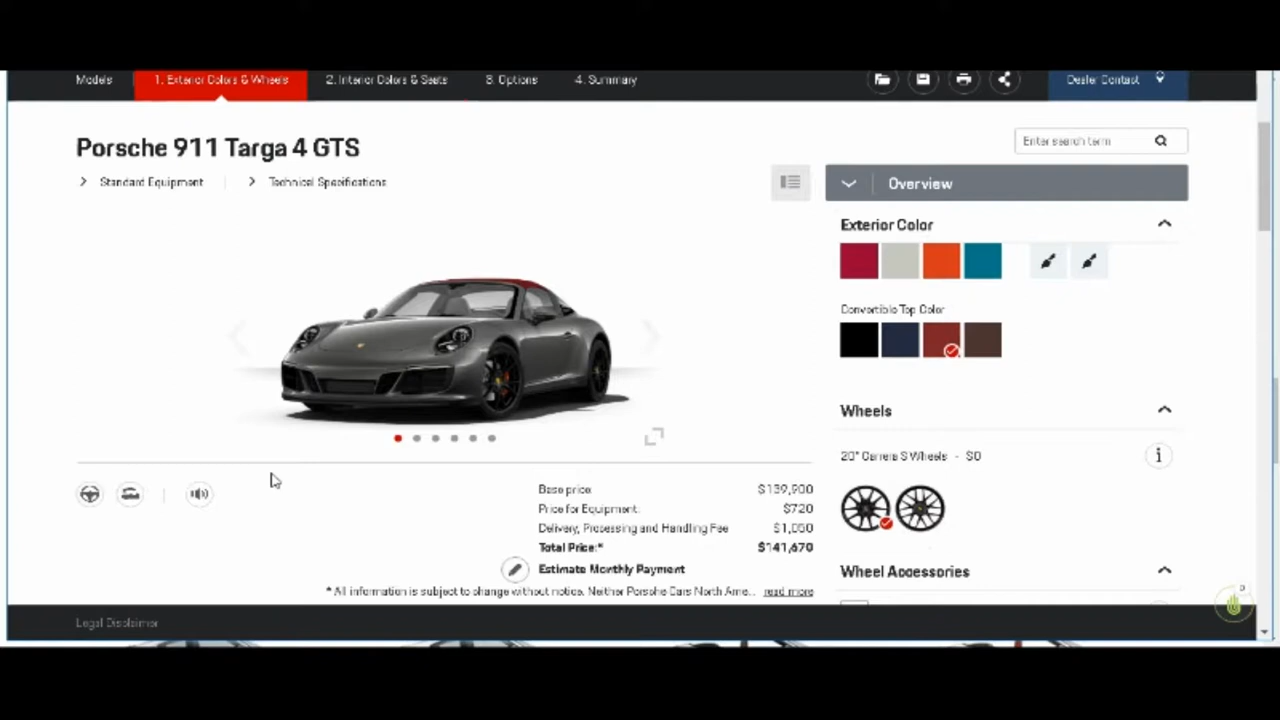 Models 1. Exterior Colors & Wheels 2. Interior Colors & Seats 3. Options 4. Summary Dealer Contact
Porsche 911 Targa 4 GTS
Enter search term
Standard Equipment Technical Specifications
Overview
Exterior Color
Convertible Top Color
Wheels
20" Carrera S Wheels - $0
Base price: $139,900
Price for Equipment: $720
Delivery, Processing and Handling Fee $1,050
Total Price:* $141,670
Estimate Monthly Payment
* All information is subject to change without notice. Neither Porsche Cars North Ame... read more
Wheel Accessories
Legal Disclaimer